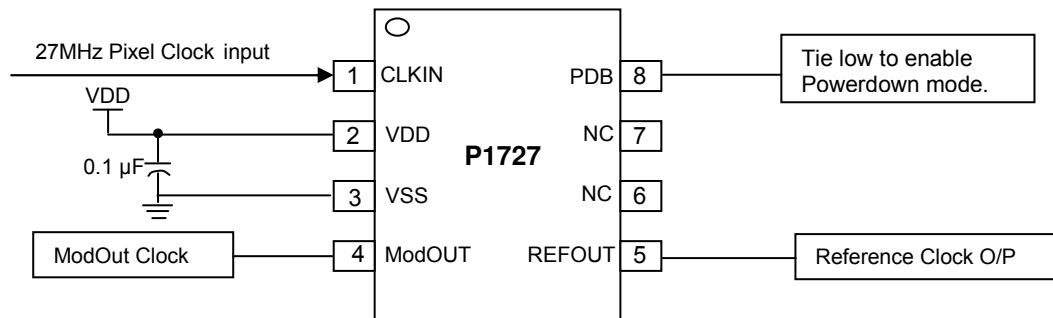 27MHz Pixel Clock input
1 CLKIN
PDB 8
Tie low to enable
Powerdown mode.
VDD
2 VDD
NC 7
P1727
0.1 µF
3 VSS
NC 6
ModOut Clock
4 ModOUT
REFOUT 5
Reference Clock O/P